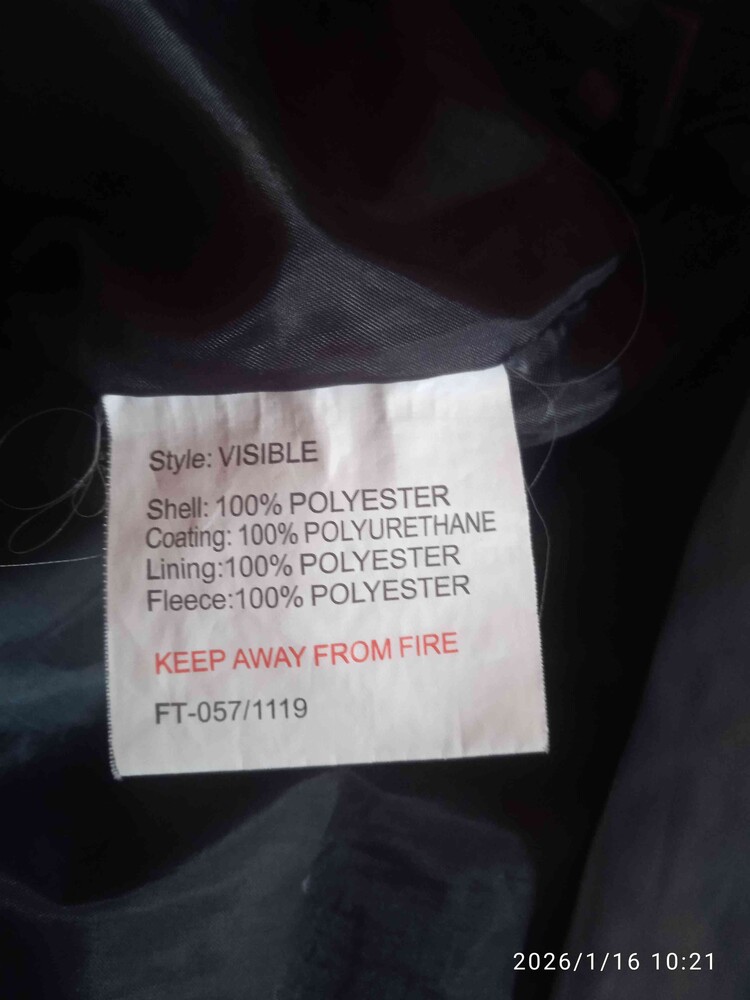 Style: VISIBLE
Shell: 100% POLYESTER
Coating: 100% POLYURETHANE
Lining:100% POLYESTER
Fleece:100% POLYESTER
KEEP AWAY FROM FIRE
FT-057/1119
2026/1/16 10:21